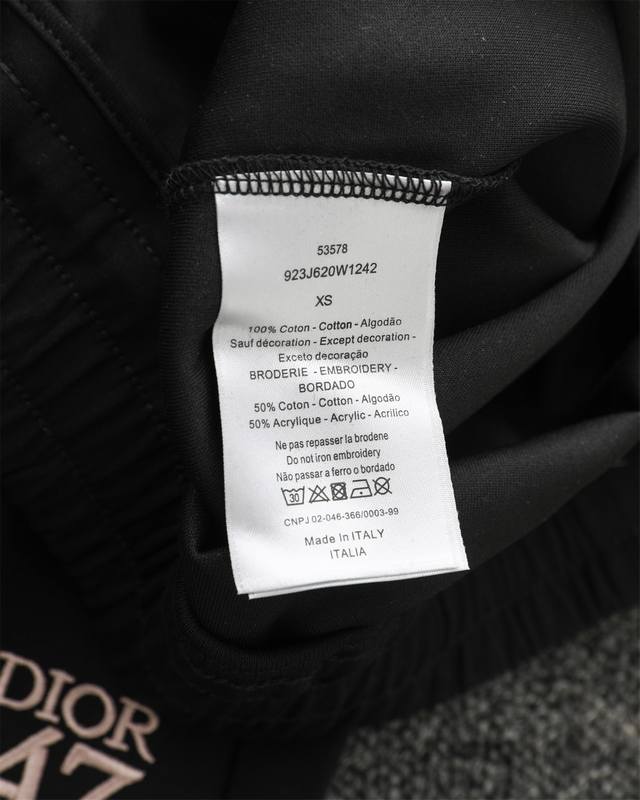 53578
923J620W1242
XS
100% Coton - Cotton - Algodão
Sauf décoration - Except decoration -
Exceto decoração
BRODERIE - EMBROIDERY -
BORDADO
50% Coton - Cotton - Algodão
50% Acrylique - Acrylic - Acrilico
Ne pas repasser la brodene
Do not iron embroidery
Não passar a ferro o bordado
30
CNPJ 02-046-366/0003-99
Made In ITALY
ITALIA
DIOR
47